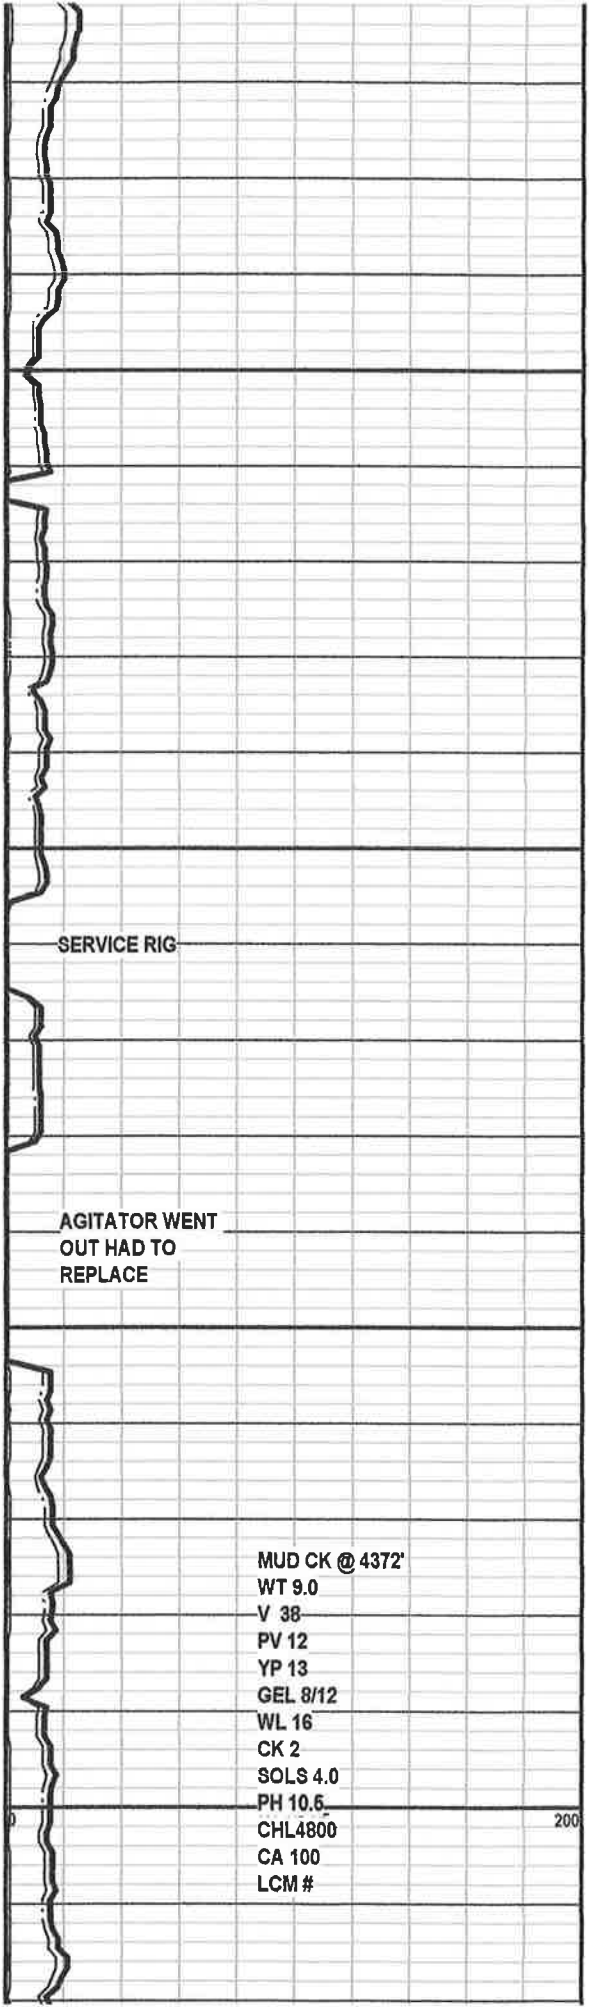 SERVICE RIG
AGITATOR WENT
OUT HAD TO
REPLACE
MUD CK @ 4372'
WT 9.0
V 38
PV 12
YP 13
GEL 8/12
WL 16
CK 2
SOLS 4.0
PH 10.5
0 200
CHL4800
CA 100
LCM #